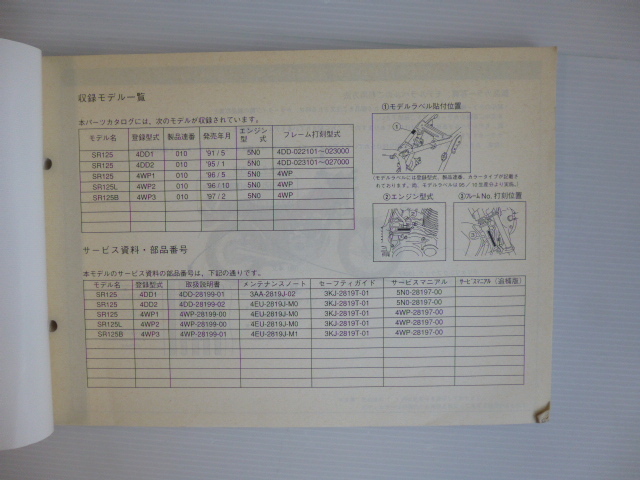 収録モデル一覧
本パーツカタログには、次のモデルが収録されています。
モデル名 登録型式 製品連番 発売年月 エンジン型式 フレーム打刻型式
SR125 4DD1 010 '91/5 5N0 4DD-022101〜023000
SR125 4DD2 010 '95/1 5N0 4DD-023101〜027000
SR125 4WP1 010 '96/5 5N0 4WP
SR125L 4WP2 010 '96/10 5N0 4WP
SR125B 4WP3 010 '97/2 5N0 4WP
①モデルラベル貼付位置
①
②エンジン型式
③フレームNo.打刻位置
サービス資料・部品番号
本モデルのサービス資料の部品番号は、下記の通りです。
モデル名 登録型式 取扱説明書 メンテナンスノート セーフティガイド サービスマニアル サービスマニアル（追補版）
SR125 4DD1 4DD-28199-01 3AA-2819J-02 3KJ-2819T-01 5N0-28197-00
SR125 4DD2 4DD-28199-02 4EU-2819J-M0 3KJ-2819T-01 5N0-28197-00
SR125 4WP1 4WP-28199-00 4EU-2819J-M0 3KJ-2819T-01 4WP-28197-00
SR125L 4WP2 4WP-28199-00 4EU-2819J-M0 3KJ-2819T-01 4WP-28197-00
SR125B 4WP3 4WP-28199-01 4EU-2819J-M1 3KJ-2819T-01 4WP-28197-00